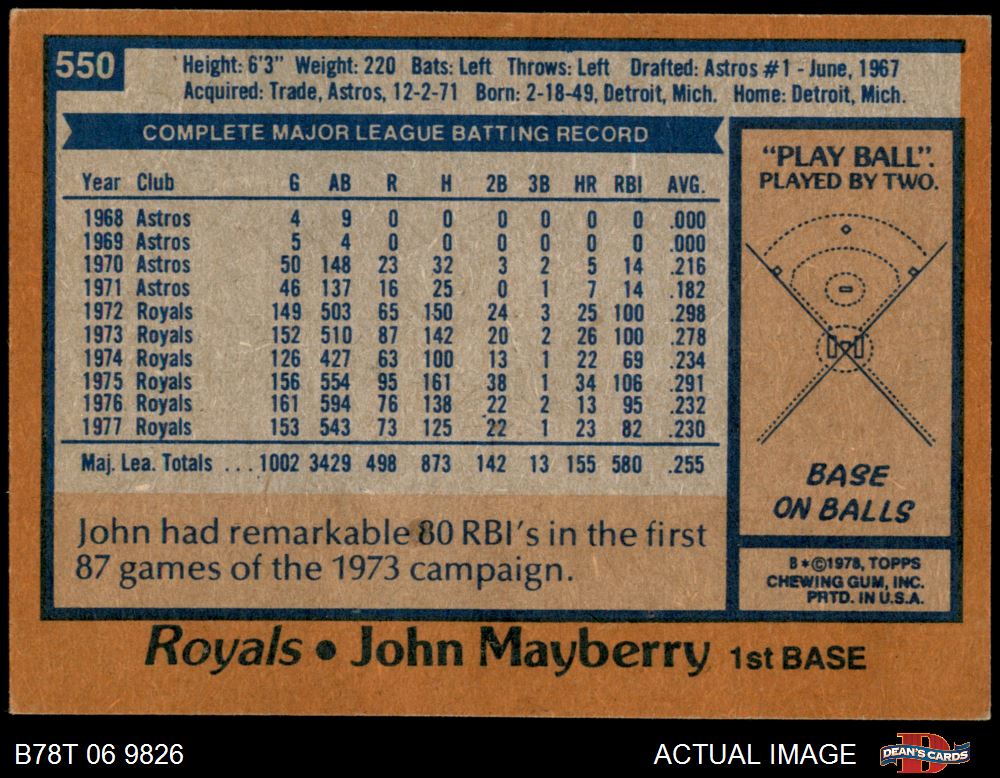 550
Height: 6'3" Weight: 220 Bats: Left Throws: Left Drafted: Astros #1 - June, 1967
Acquired: Trade, Astros, 12-2-71 Born: 2-18-49, Detroit, Mich. Home: Detroit, Mich.
COMPLETE MAJOR LEAGUE BATTING RECORD
Year Club G AB R H 2B 3B HR RBI AVG.
1968 Astros 4 9 0 0 0 0 0 0 .000
1969 Astros 5 4 0 0 0 0 0 0 .000
1970 Astros 50 148 23 32 3 2 5 14 .216
1971 Astros 46 137 16 25 0 1 7 14 .182
1972 Royals 149 503 65 150 24 3 25 100 .298
1973 Royals 152 510 87 142 20 2 26 100 .278
1974 Royals 126 427 63 100 13 1 22 69 .234
1975 Royals 156 554 95 161 38 1 34 106 .291
1976 Royals 161 594 76 138 22 2 13 95 .232
1977 Royals 153 543 73 125 22 1 23 82 .230
Maj. Lea. Totals ... 1002 3429 498 873 142 13 155 580 .255
John had remarkable 80 RBI's in the first
87 games of the 1973 campaign.
"PLAY BALL".
PLAYED BY TWO.
BASE
ON BALLS
B*©1978, TOPPS
CHEWING GUM, INC.
PRTD. IN U.S.A.
Royals • John Mayberry 1st BASE
B78T 06 9826
ACTUAL IMAGE
DEAN'S CARDS